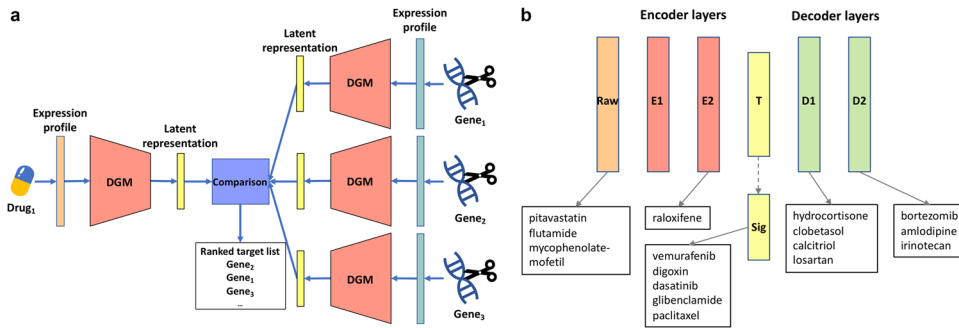 a
Expression
profile
Drug1
DGM
Latent
representation
Comparison
Ranked target list
Gene2
Gene1
Gene3
...
Latent
representation
DGM
Expression
profile
Gene1
DGM
Gene2
DGM
Gene3
b
Encoder layers
Decoder layers
Raw
E1
E2
T
D1
D2
Sig
pitavastatin
flutamide
mycophenolate-
mofetil
raloxifene
vemurafenib
digoxin
dasatinib
glibenclamide
paclitaxel
hydrocortisone
clobetasol
calcitriol
losartan
bortezomib
amlodipine
irinotecan